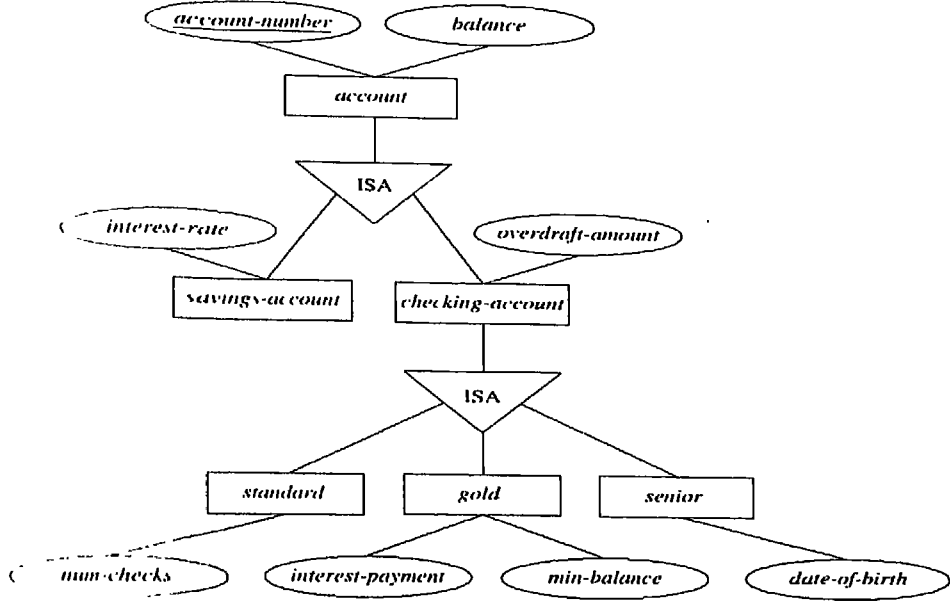 account-number
balance
account
ISA
interest-rate
overdraft-amount
savings-account
checking-account
ISA
standard
gold
senior
num-checks
interest-payment
min-balance
date-of-birth